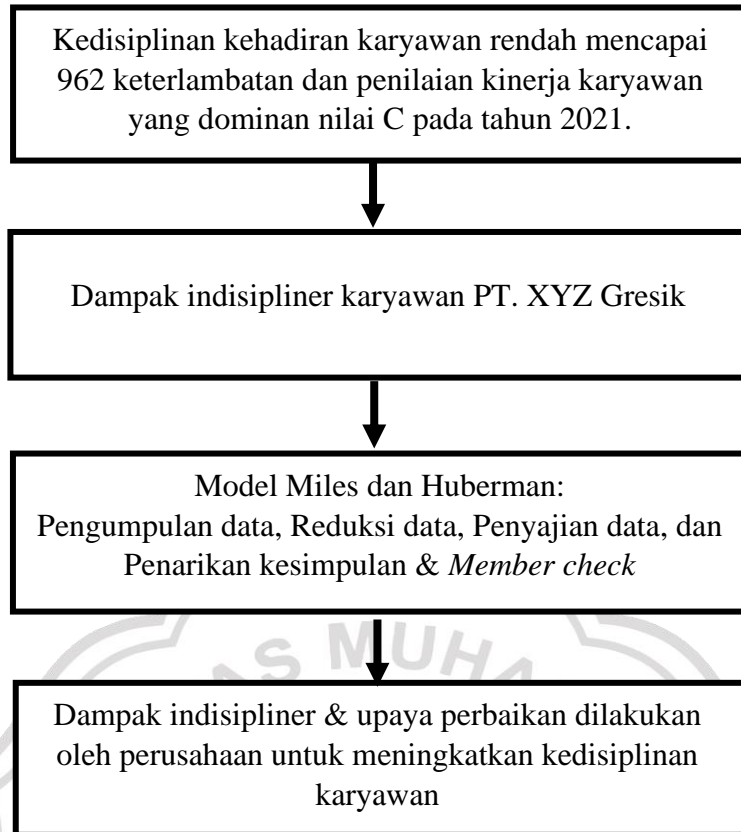 Kedisiplinan kehadiran karyawan rendah mencapai
962 keterlambatan dan penilaian kinerja karyawan
yang dominan nilai C pada tahun 2021.
Dampak indisipliner karyawan PT. XYZ Gresik
Model Miles dan Huberman:
Pengumpulan data, Reduksi data, Penyajian data, dan
Penarikan kesimpulan & Member check
AS MUHA
Dampak indisipliner & upaya perbaikan dilakukan
oleh perusahaan untuk meningkatkan kedisiplinan
karyawan